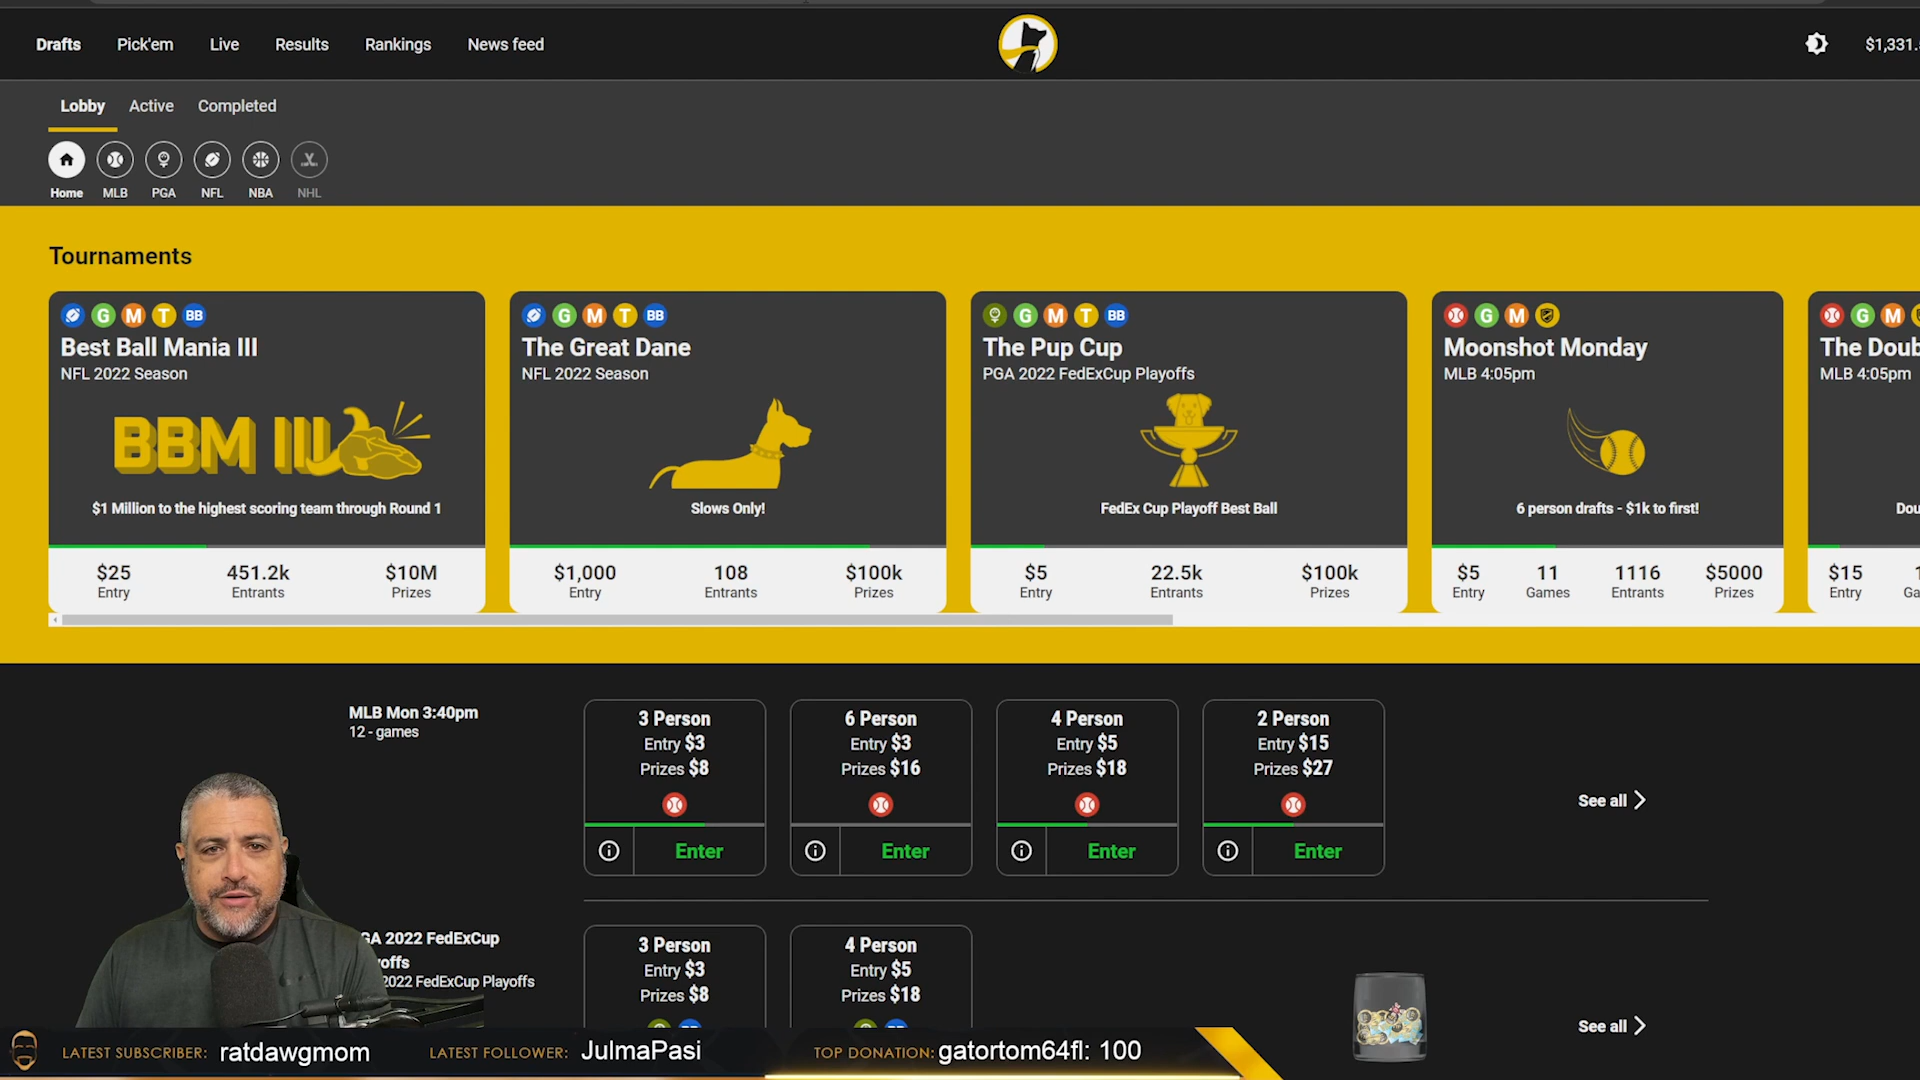 Drafts Pick'em Live Results Rankings News feed $1,331.
Lobby Active Completed
Home MLB PGA NFL NBA NHL
Tournaments
G M T BB
Best Ball Mania III
NFL 2022 Season
BBM III
$1 Million to the highest scoring team through Round 1
$25 451.2k $10M
Entry Entrants Prizes
G M T BB
The Great Dane
NFL 2022 Season
Slows Only!
$1,000 108 $100k
Entry Entrants Prizes
G M T BB
The Pup Cup
PGA 2022 FedExCup Playoffs
FedEx Cup Playoff Best Ball
$5 22.5k $100k
Entry Entrants Prizes
G M
Moonshot Monday
MLB 4:05pm
6 person drafts - $1k to first!
$5 11 1116 $5000
Entry Games Entrants Prizes
G M
The Doub
MLB 4:05pm
Dou
$15
Entry Ga
MLB Mon 3:40pm
12 - games
3 Person
Entry $3
Prizes $8
Enter
6 Person
Entry $3
Prizes $16
Enter
4 Person
Entry $5
Prizes $18
Enter
2 Person
Entry $15
Prizes $27
Enter
See all
GA 2022 FedExCup
offs
2022 FedExCup Playoffs
3 Person
Entry $3
Prizes $8
4 Person
Entry $5
Prizes $18
See all
LATEST SUBSCRIBER: ratdawgmom LATEST FOLLOWER: JulmaPasi TOP DONATION: gatortom64fl: 100